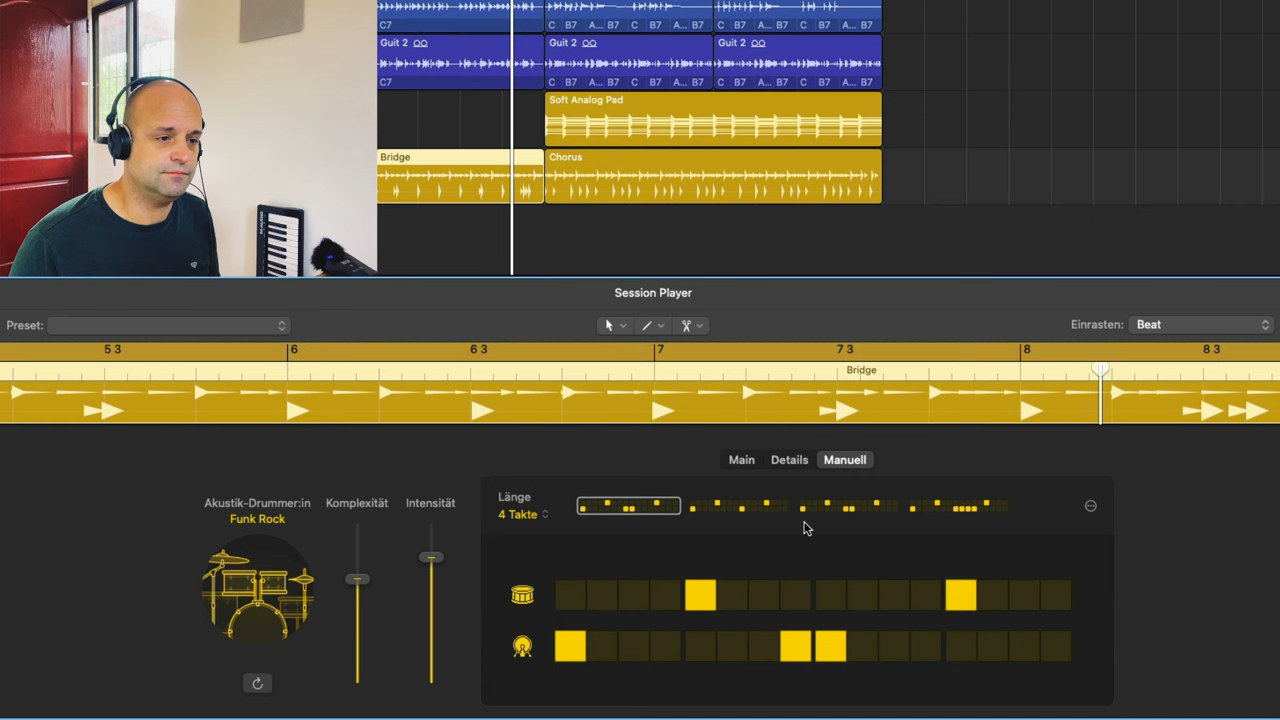 C7
C B7 A... B7 C B7 A... B7
C B7 A... B7 C B7 A... B7
Guit 2
Guit 2
Guit 2
C7
C B7 A... B7 C B7 A... B7
C B7 A... B7 C B7 A... B7
Soft Analog Pad
Bridge
Chorus
Session Player
Preset:
Einrasten: Beat
5 3 6 6 3 7 7 3 8 8 3
Bridge
Main Details Manuell
Akustik-Drummer:in
Funk Rock
Komplexität
Intensität
Länge
4 Takte